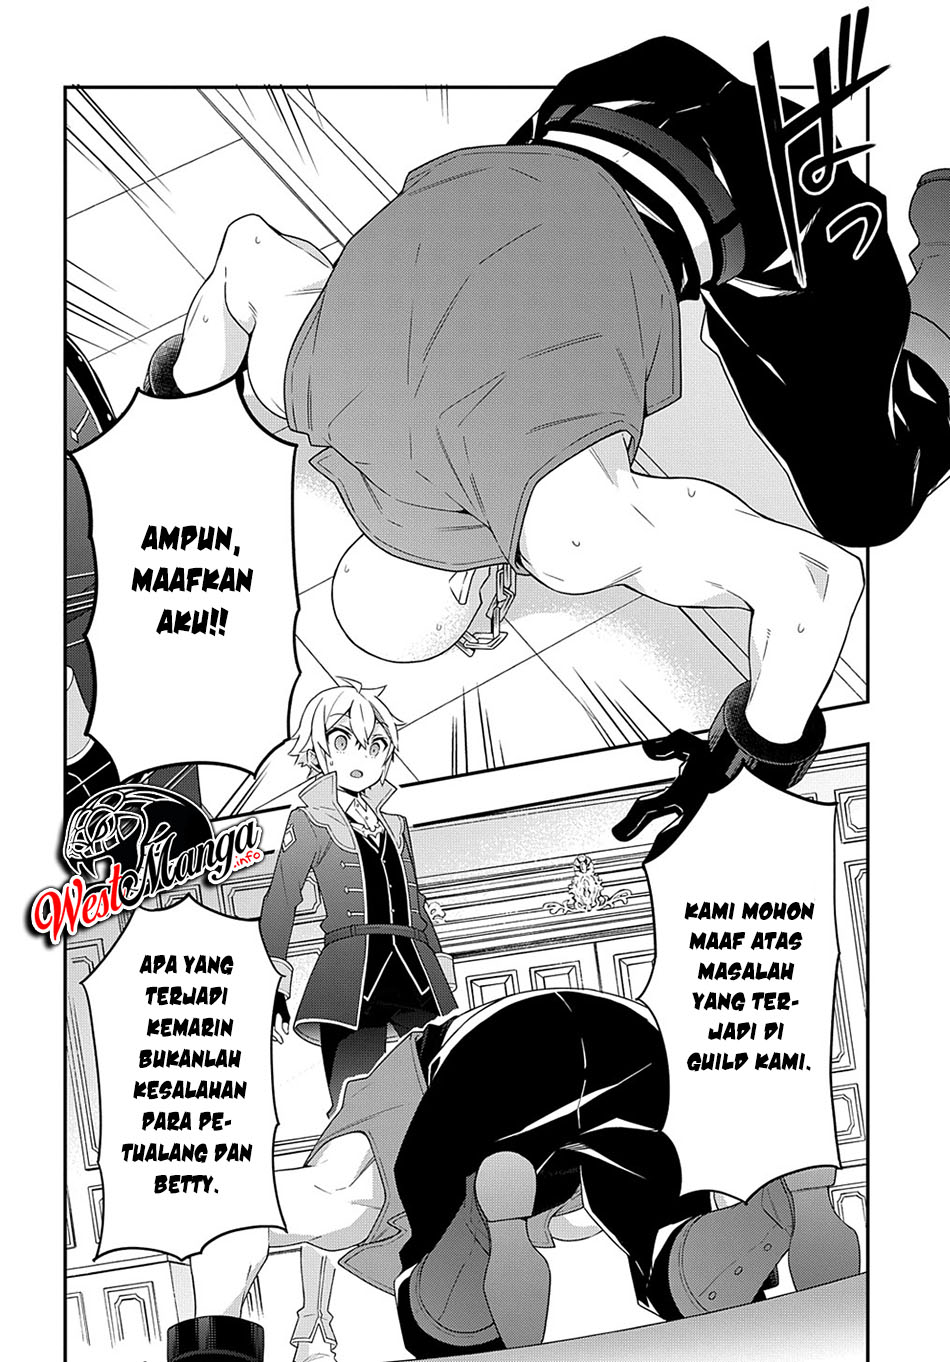 ばっ
AMPUN,
MAAFKAN
AKU!!
WestManga
.info
KAMI MOHON
MAAF ATAS
MASALAH
YANG TER-
JADI DI
GUILD KAMI.
APA YANG
TERJADI
KEMARIN
BUKANLAH
KESALAHAN
PARA PE-
TUALANG DAN
BETTY.